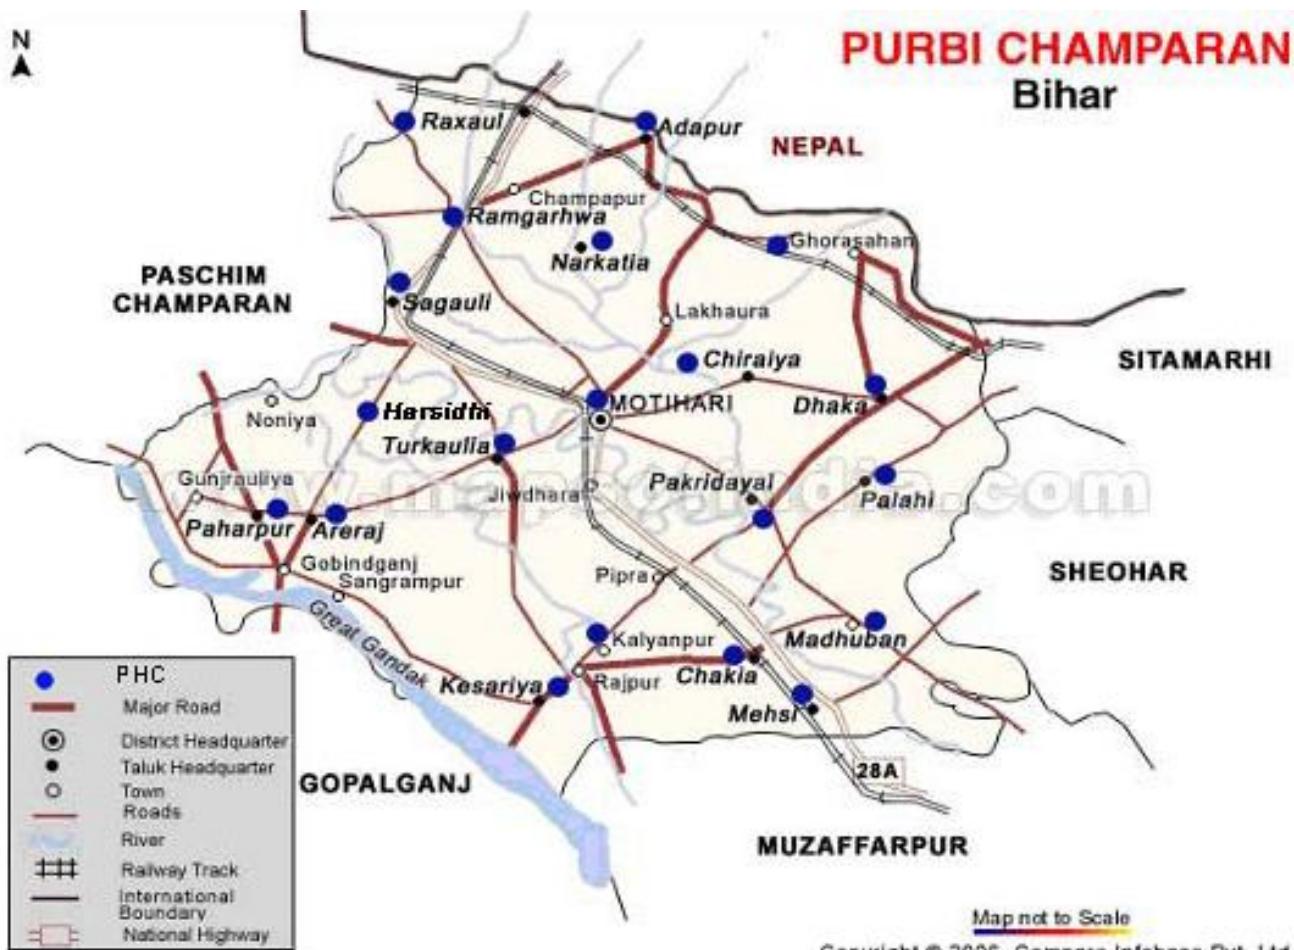 N
PURBI CHAMPARAN
Bihar
NEPAL
Raxaul
Adapur
Champapur
Ramgarhwa
Narkatia
Ghorasahan
PASCHIM
CHAMPARAN
Sagauli
Lakhaura
Chiraiya
SITAMARHI
Noniya
Harsidhi
MOTIHARI
Dhaka
Turkaulia
Gunjrauliya
Jiwdhara
Pakridayal
Palahi
Paharpur
Areraj
Gobindganj
Sangrampur
Pipra
SHEOHAR
Great Gandak
Kalyanpur
Madhuban
Kesariya
Rajpur
Chakia
Mehsi
28A
GOPALGANJ
MUZAFFARPUR
PHC
Major Road
District Headquarter
Taluk Headquarter
Town
Roads
River
Railway Track
International
Boundary
National Highway
Map not to Scale